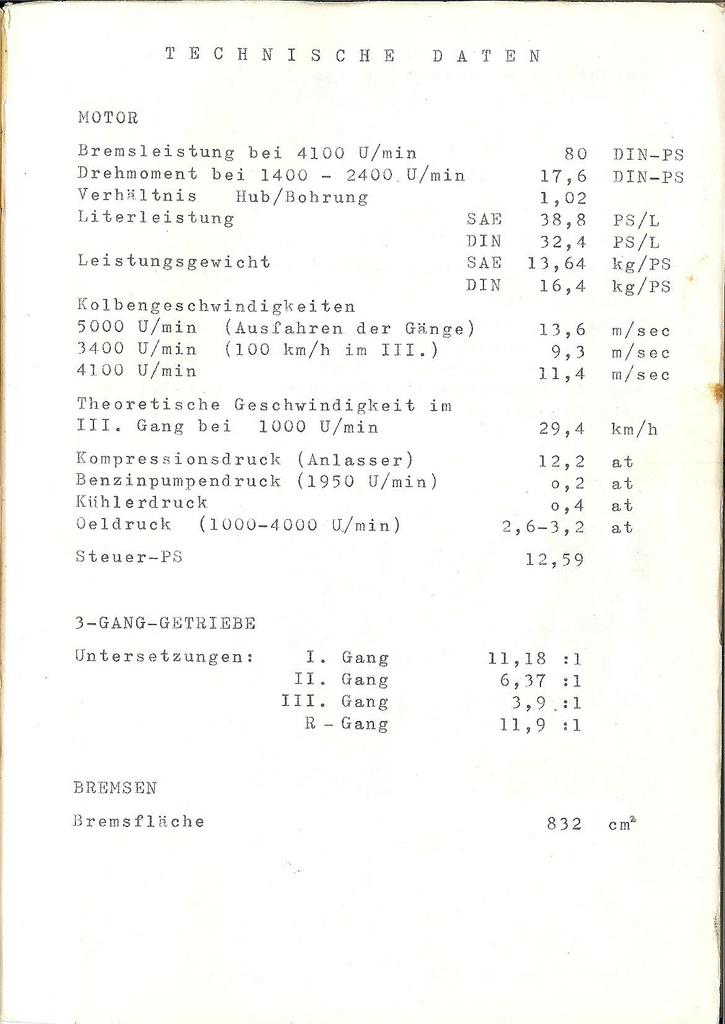 TECHNISCHE DATEN
MOTOR
Bremsleistung bei 4100 U/min 80 DIN-PS
Drehmoment bei 1400 - 2400 U/min 17,6 DIN-PS
Verhältnis Hub/Bohrung 1,02
Literleistung SAE 38,8 PS/L
DIN 32,4 PS/L
Leistungsgewicht SAE 13,64 kg/PS
DIN 16,4 kg/PS
Kolbengeschwindigkeiten
5000 U/min (Ausfahren der Gänge) 13,6 m/sec
3400 U/min (100 km/h im III.) 9,3 m/sec
4100 U/min 11,4 m/sec
Theoretische Geschwindigkeit im
III. Gang bei 1000 U/min 29,4 km/h
Kompressionsdruck (Anlasser) 12,2 at
Benzinpumpendruck (1950 U/min) o,2 at
Kühlerdruck o,4 at
Oeldruck (1000-4000 U/min) 2,6-3,2 at
Steuer-PS 12,59
3-GANG-GETRIEBE
Untersetzungen: I. Gang 11,18 :1
II. Gang 6,37 :1
III. Gang 3,9 :1
R - Gang 11,9 :1
BREMSEN
Bremsfläche 832 cm²